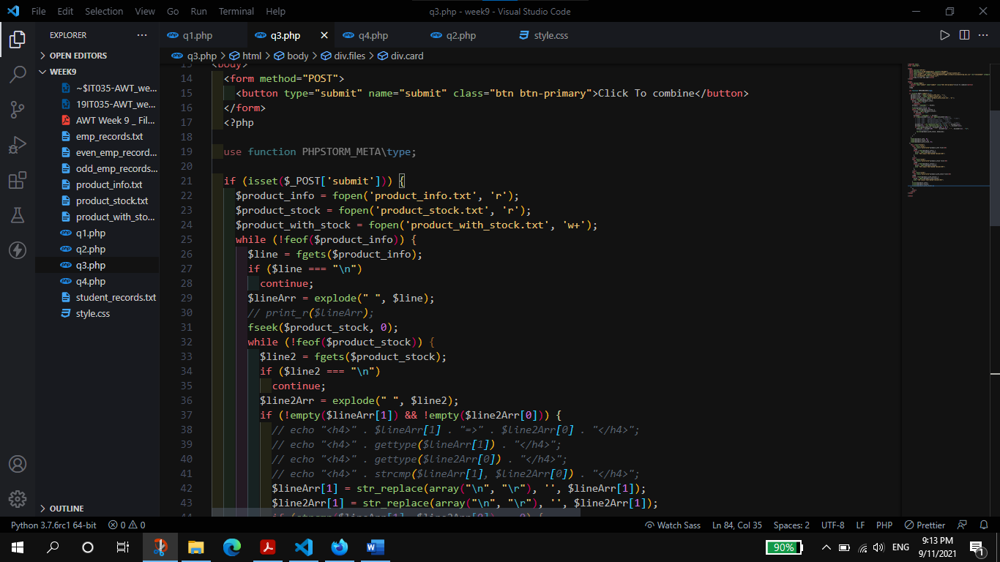 File Edit Selection View Go Run Terminal Help
q3.php - week9 - Visual Studio Code
EXPLORER
OPEN EDITORS
WEEK9
~$IT035-AWT_we...
19IT035-AWT_we...
AWT Week 9 _ Fil...
emp_records.txt
even_emp_record...
odd_emp_records...
product_info.txt
product_stock.txt
product_with_sto...
q1.php
q2.php
q3.php
q4.php
student_records.txt
style.css
OUTLINE
q1.php q3.php q4.php q2.php style.css
q3.php > html > body > div.files > div.card
13 <body>
14 <form method="POST">
15 <button type="submit" name="submit" class="btn btn-primary">Click To combine</button>
16 </form>
17 <?php
18
19 use function PHPSTORM_META\type;
20
21 if (isset($_POST['submit'])) {
22 $product_info = fopen('product_info.txt', 'r');
23 $product_stock = fopen('product_stock.txt', 'r');
24 $product_with_stock = fopen('product_with_stock.txt', 'w+');
25 while (!feof($product_info)) {
26 $line = fgets($product_info);
27 if ($line === "\n")
28 continue;
29 $lineArr = explode(" ", $line);
30 // print_r($lineArr);
31 fseek($product_stock, 0);
32 while (!feof($product_stock)) {
33 $line2 = fgets($product_stock);
34 if ($line2 === "\n")
35 continue;
36 $line2Arr = explode(" ", $line2);
37 if (!empty($lineArr[1]) && !empty($line2Arr[0])) {
38 // echo "<h4>" . $lineArr[1] . "=>" . $line2Arr[0] . "</h4>";
39 // echo "<h4>" . gettype($lineArr[1]) . "</h4>";
40 // echo "<h4>" . gettype($line2Arr[0]) . "</h4>";
41 // echo "<h4>" . strcmp($lineArr[1], $line2Arr[0]) . "</h4>";
42 $lineArr[1] = str_replace(array("\n", "\r"), '', $lineArr[1]);
43 $line2Arr[1] = str_replace(array("\n", "\r"), '', $line2Arr[1]);
Python 3.7.6rc1 64-bit 0 0 Watch Sass Ln 84, Col 35 Spaces: 2 UTF-8 LF PHP Prettier
90% ENG 9:13 PM
9/11/2021 1